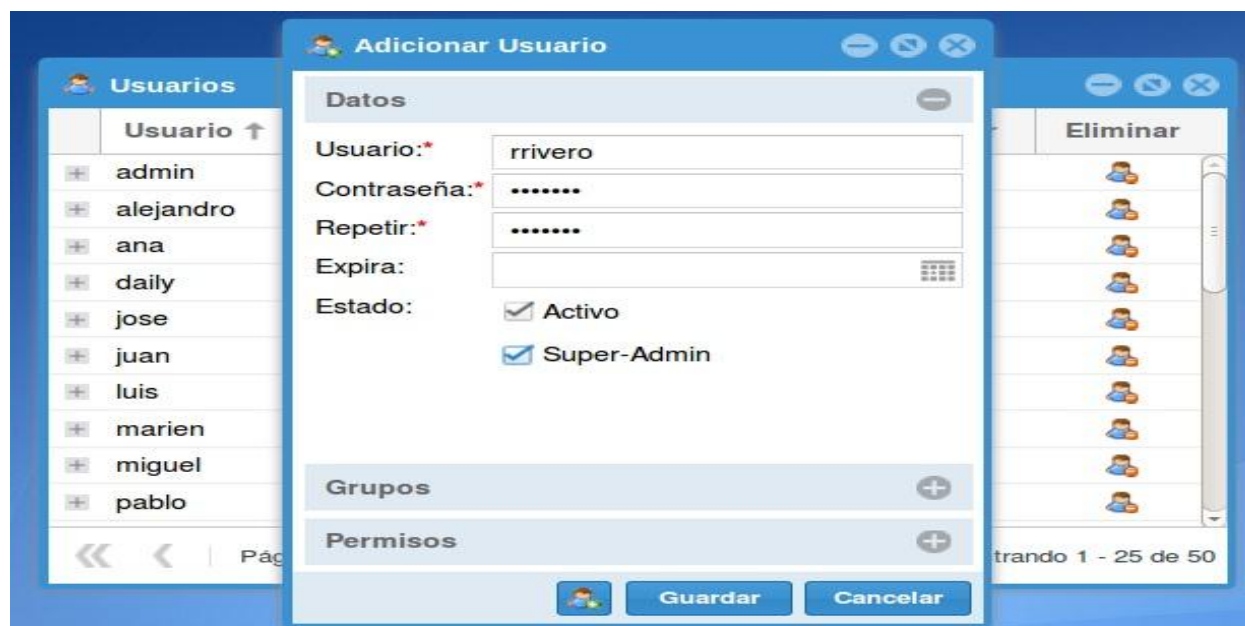 Adicionar Usuario
Usuarios
Usuario
Eliminar
admin
alejandro
ana
daily
jose
juan
luis
marien
miguel
pablo
Pág
trando 1 - 25 de 50
Datos
Usuario:* rrivero
Contraseña:* •••••••
Repetir:* •••••••
Expira:
Estado: Activo
Super-Admin
Grupos
Permisos
Guardar Cancelar